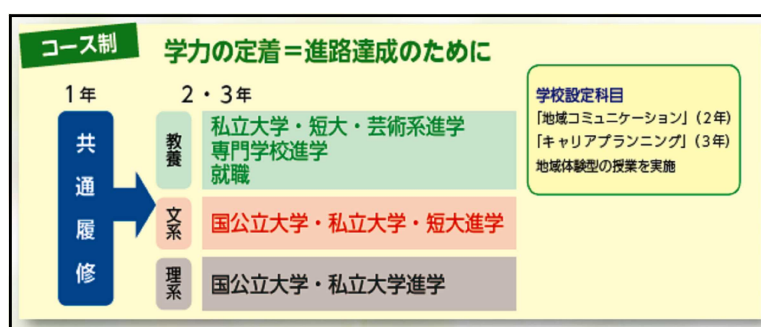 コース制
学力の定着＝進路達成のために
1年
2・3年
共通履修
教養
私立大学・短大・芸術系進学
専門学校進学
就職
文系
国公立大学・私立大学・短大進学
理系
国公立大学・私立大学進学
学校設定科目
「地域コミュニケーション」（2年）
「キャリアプランニング」（3年）
地域体験型の授業を実施